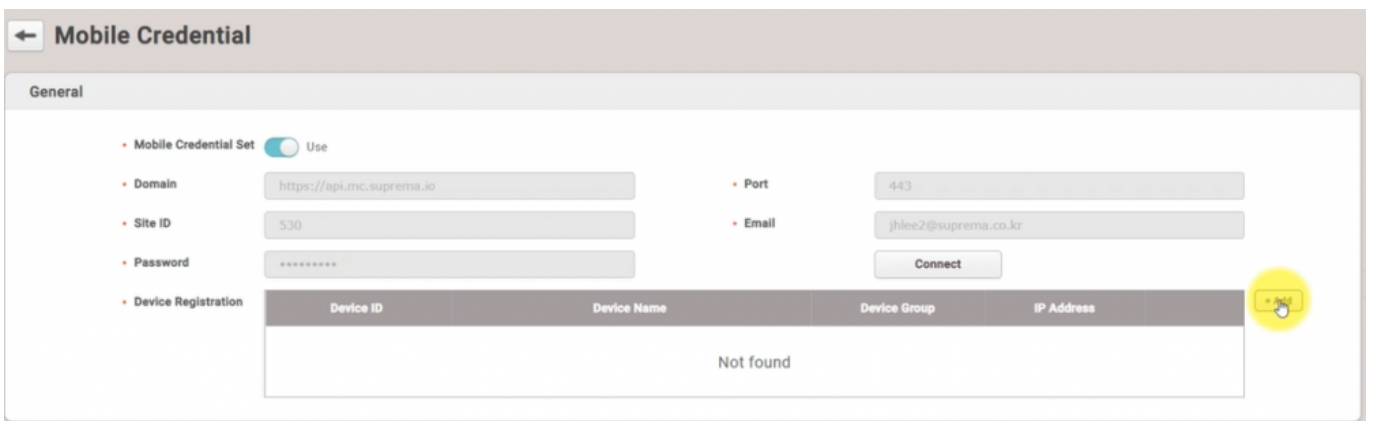 Mobile Credential
General
• Mobile Credential Set Use
• Domain https://api.mc.suprema.io • Port 443
• Site ID 530 • Email jhlee2@suprema.co.kr
• Password ••••••••• Connect
• Device Registration Device ID Device Name Device Group IP Address + Add
Not found